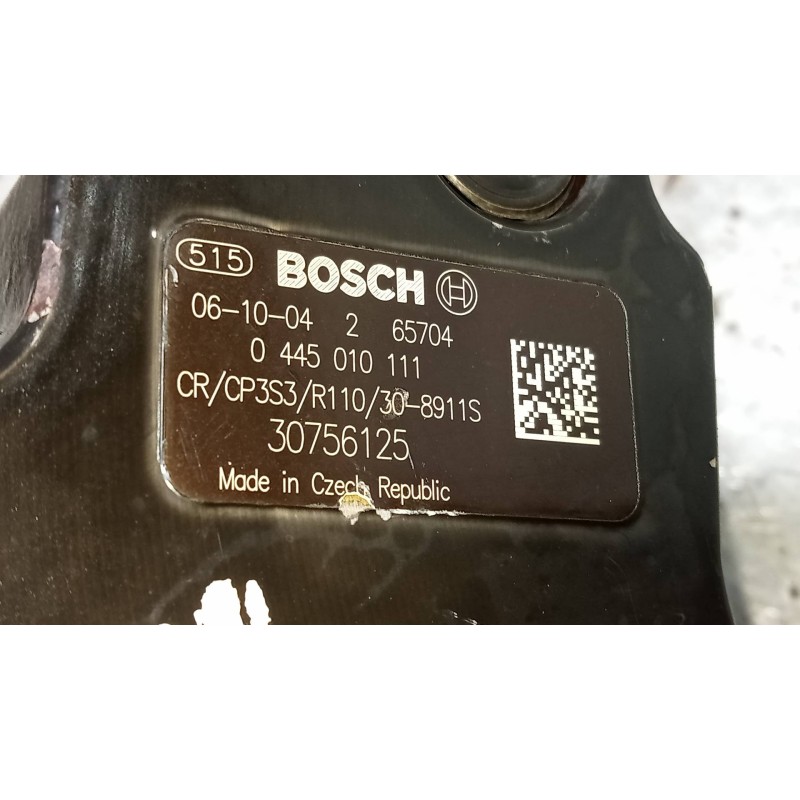 515 BOSCH
06-10-04 2 65704
0 445 010 111
CR/CP3S3/R110/30-8911S
30756125
Made in Czech Republic